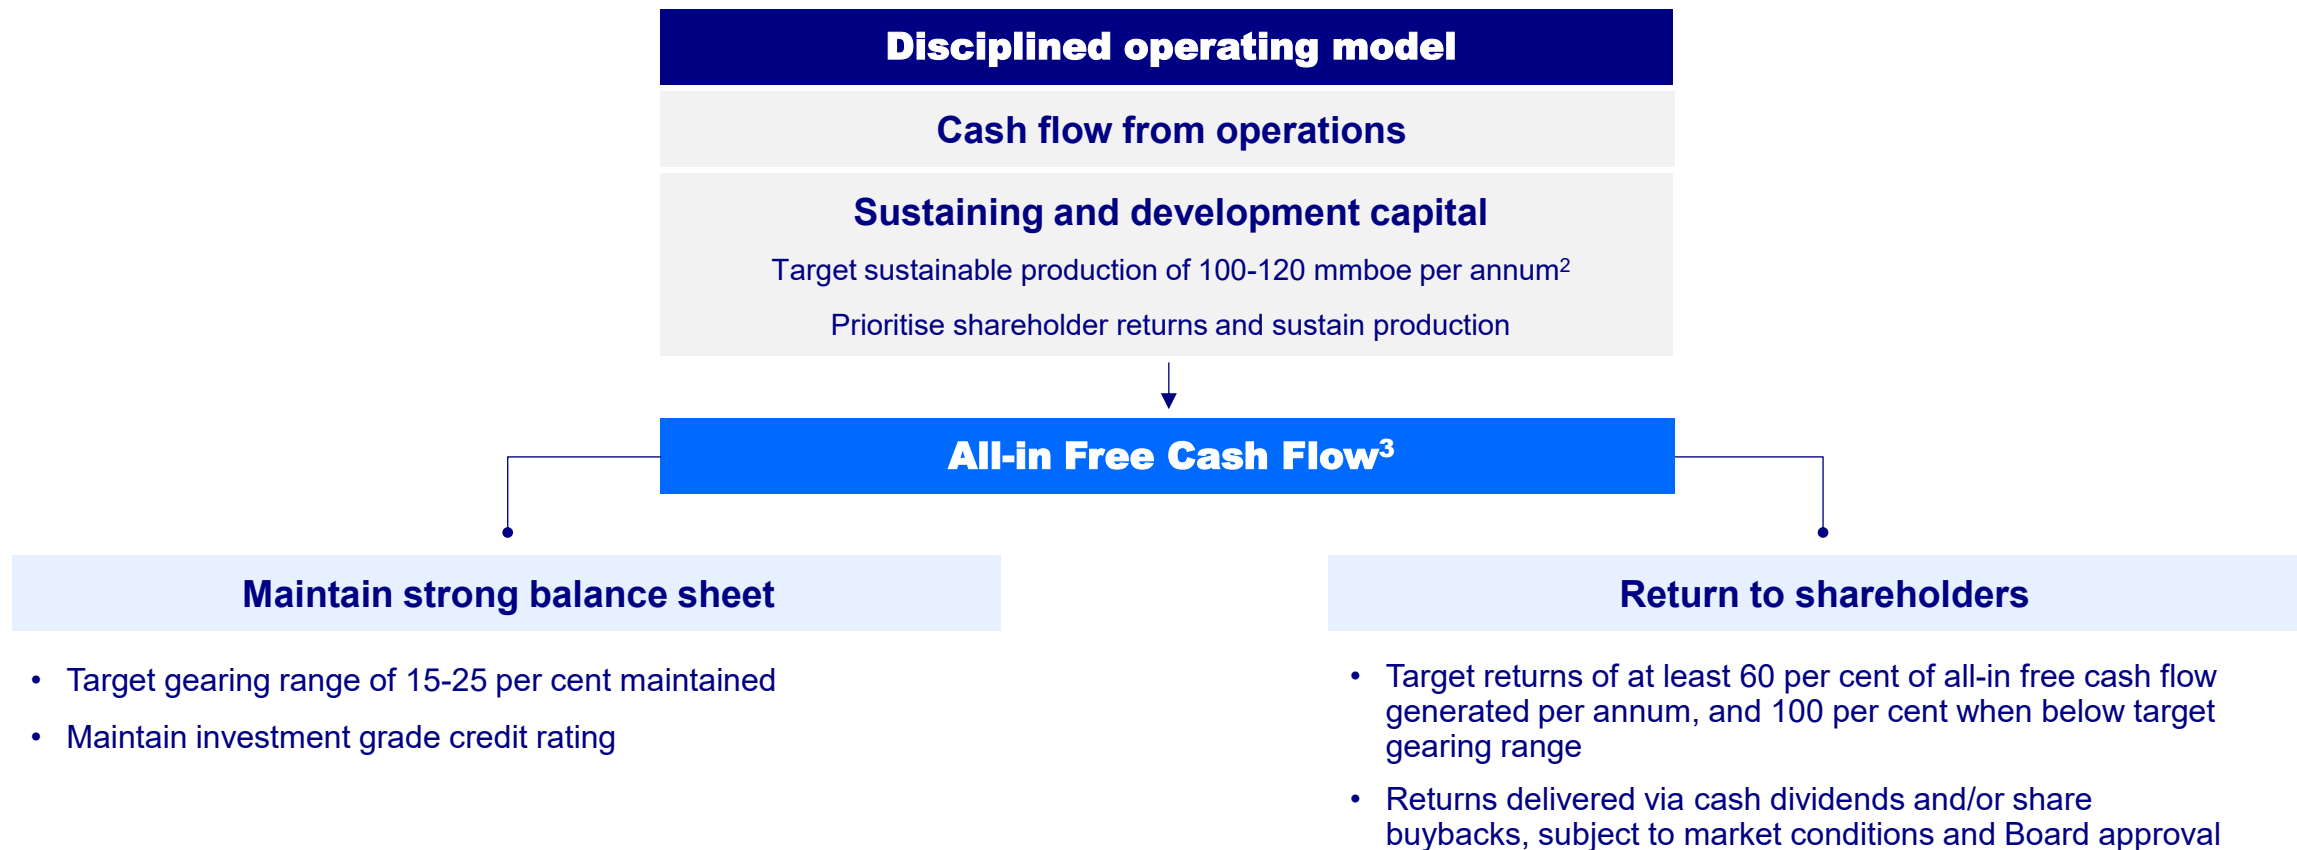 Disciplined operating model
Cash flow from operations
Sustaining and development capital
Target sustainable production of 100-120 mmboe per annum²
Prioritise shareholder returns and sustain production
All-in Free Cash Flow³
Maintain strong balance sheet
• Target gearing range of 15-25 per cent maintained
• Maintain investment grade credit rating
Return to shareholders
• Target returns of at least 60 per cent of all-in free cash flow
generated per annum, and 100 per cent when below target
gearing range
• Returns delivered via cash dividends and/or share
buybacks, subject to market conditions and Board approval